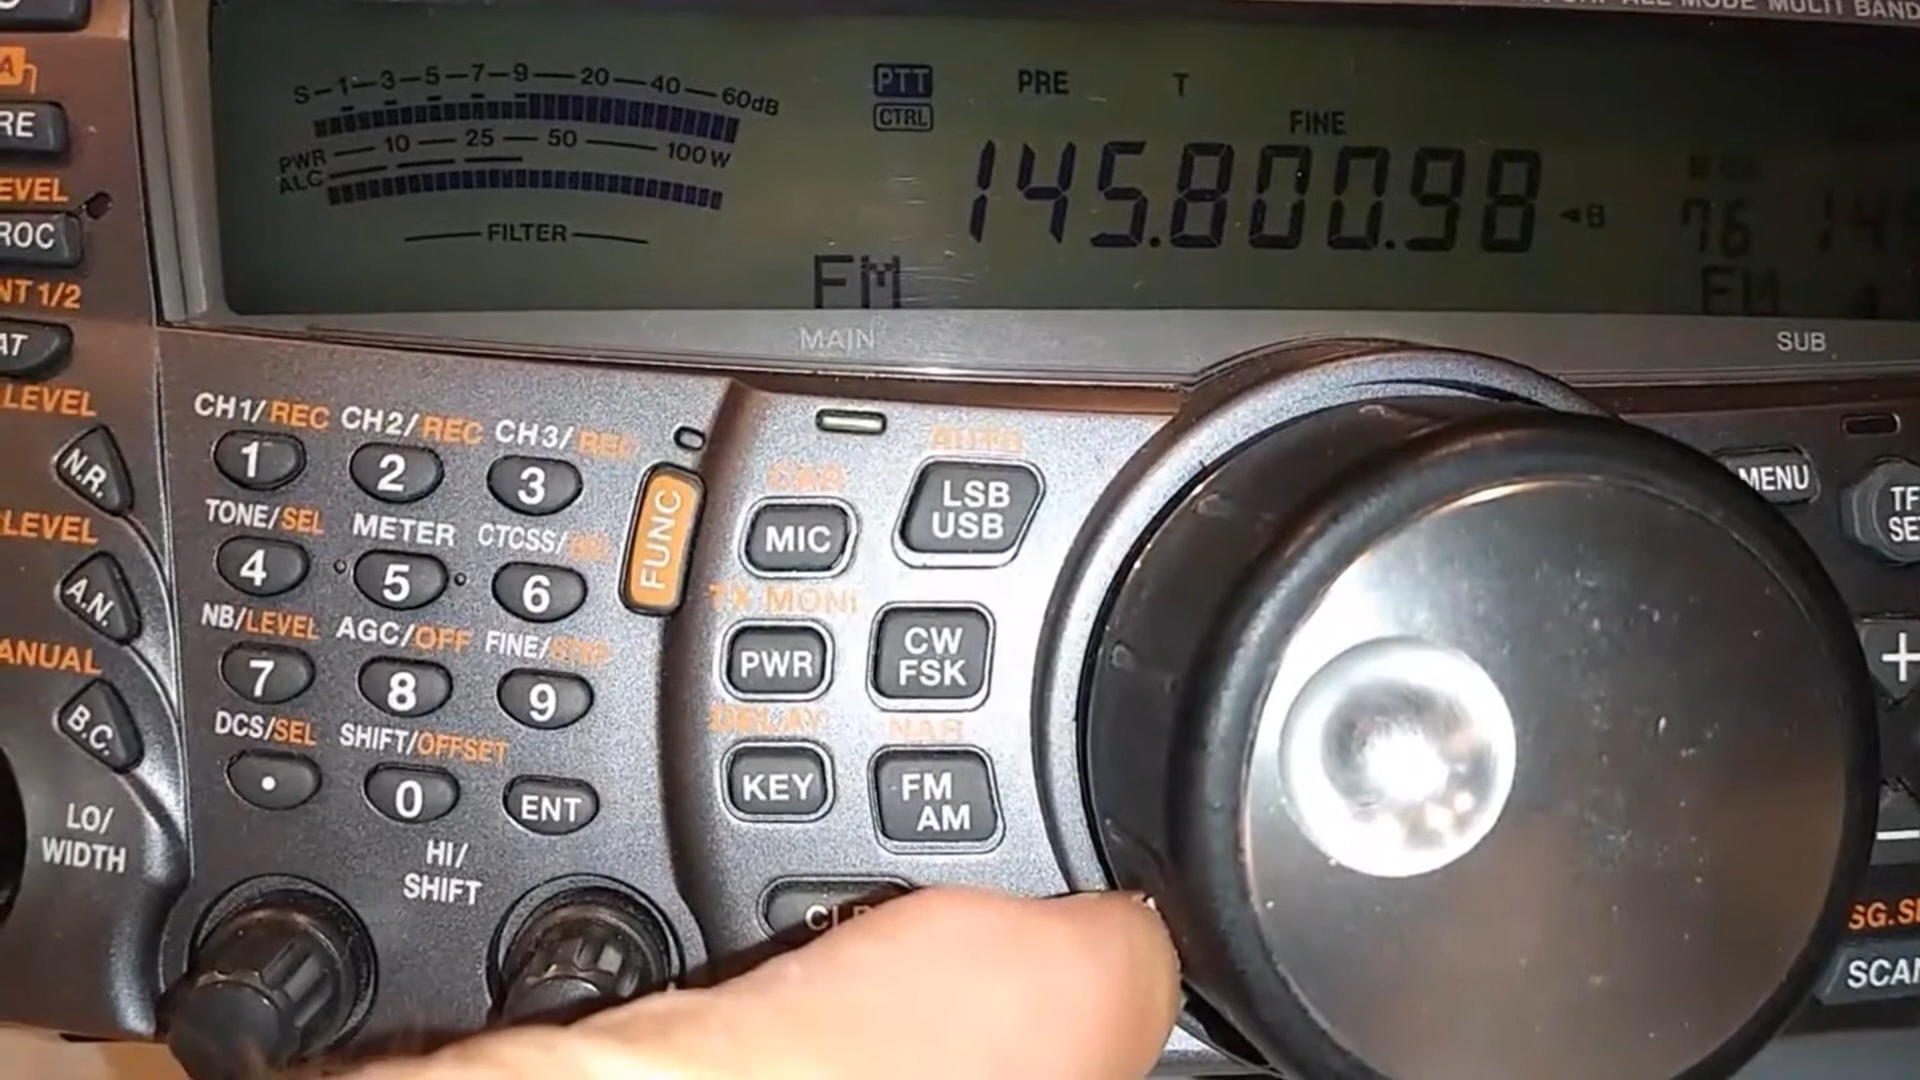 ALL MODE MULTI BAND
S-1-3-5-7-9-20-40-60dB
PWR 10 25 50 100W
ALC
FILTER
PTT PRE T
CTRL FINE
145.800.98 ◄B
FM
76 14
FM
MAIN SUB
RE
EVEL
ROC
NT 1/2
AT
LEVEL
N.R.
LEVEL
A.N.
ANUAL
B.C.
LO/
WIDTH
CH1/REC CH2/REC CH3/REC
1 2 3
TONE/SEL METER CTCSS/
4 5 6
NB/LEVEL AGC/OFF FINE/STEP
7 8 9
DCS/SEL SHIFT/OFFSET
. 0 ENT
HI/
SHIFT
FUNC
CAR
MIC
AUTO
LSB
USB
TX MONI
PWR
CW
FSK
DELAY
KEY
NAR
FM
AM
MENU
TF
SE
+
SG.S
SCAN